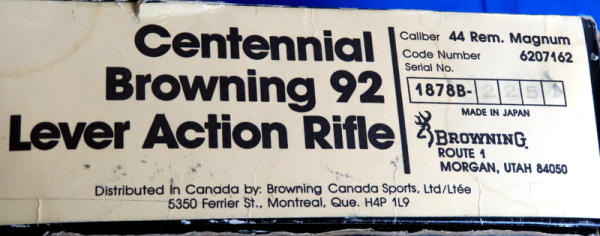 Centennial
Browning 92
Lever Action Rifle
Caliber 44 Rem. Magnum
Code Number 6207162
Serial No.
1878B-2251
MADE IN JAPAN
BROWNING
ROUTE 1
MORGAN, UTAH 84050
Distributed in Canada by: Browning Canada Sports, Ltd/Ltée
5350 Ferrier St., Montreal, Que. H4P 1L9